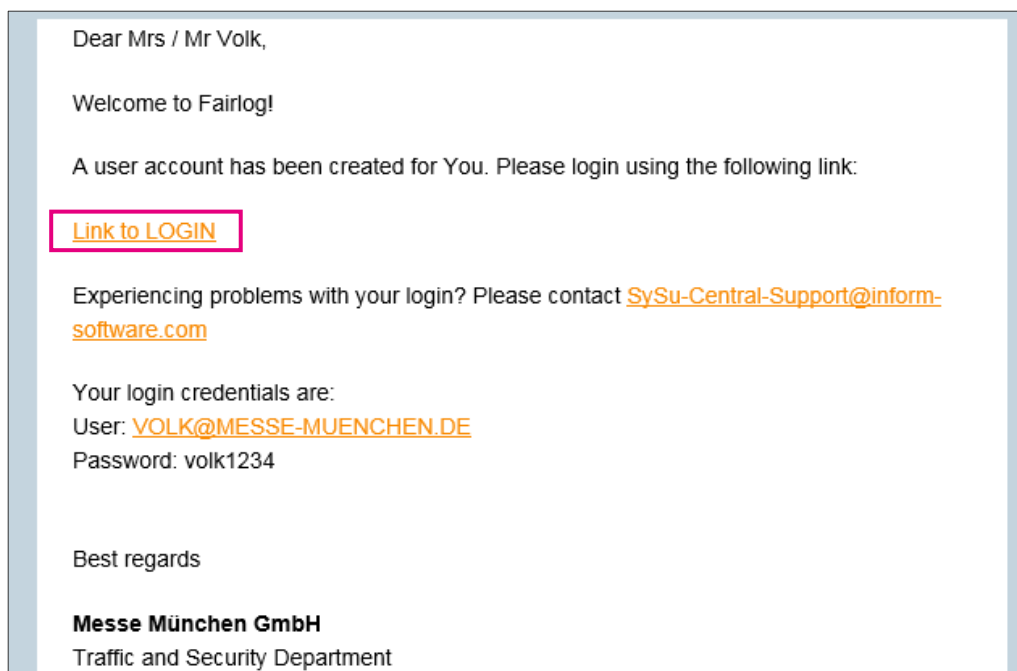 Dear Mrs / Mr Volk,
Welcome to Fairlog!
A user account has been created for You. Please login using the following link:
Link to LOGIN
Experiencing problems with your login? Please contact SySu-Central-Support@inform-
software.com
Your login credentials are:
User: VOLK@MESSE-MUENCHEN.DE
Password: volk1234
Best regards
Messe München GmbH
Traffic and Security Department